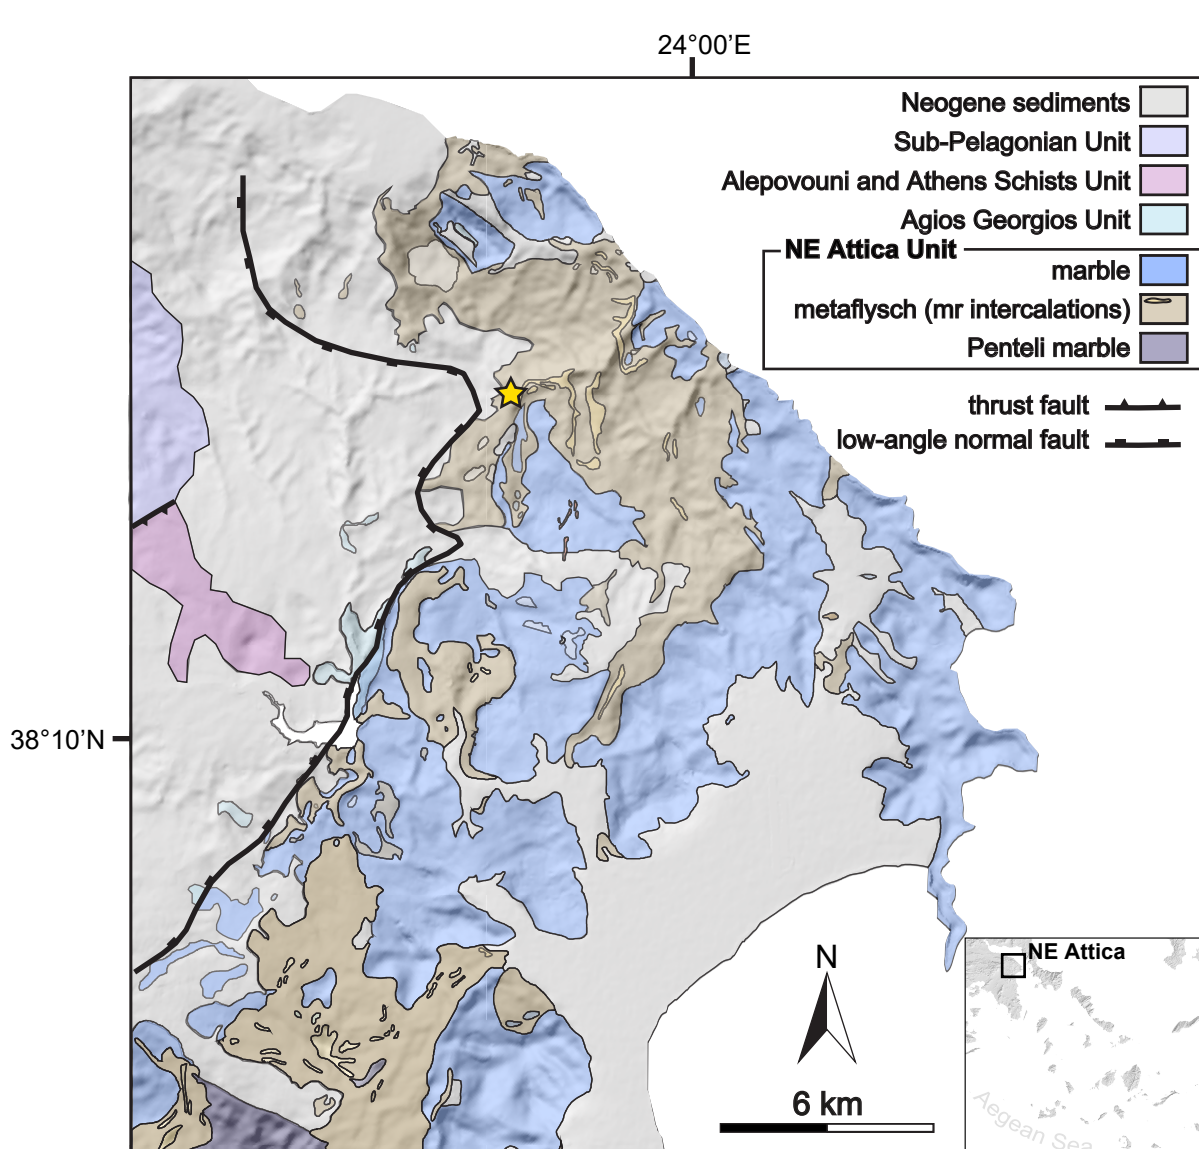 24°00'E
Neogene sediments
Sub-Pelagonian Unit
Alepovouni and Athens Schists Unit
Agios Georgios Unit
NE Attica Unit
marble
metaflysch (mr intercalations)
Penteli marble
thrust fault
low-angle normal fault
38°10'N
N
6 km
NE Attica
Aegean Sea